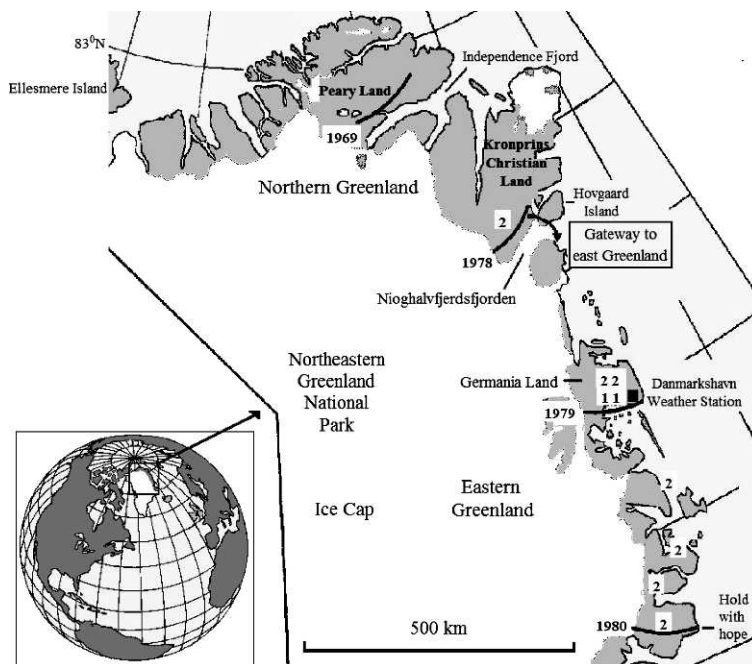 83⁰N
Ellesmere Island
Independence Fjord
Peary Land
1969
Kronprins
Christian
Land
Northern Greenland
Hovgaard
Island
2
Gateway to
east Greenland
1978
Nioghalvfjerdsfjorden
Northeastern
Greenland
National
Park
Germania Land
2 2
1 1
Danmarkshavn
Weather Station
1979
Ice Cap
Eastern
Greenland
2
2
2
Hold
with
hope
1980
2
500 km